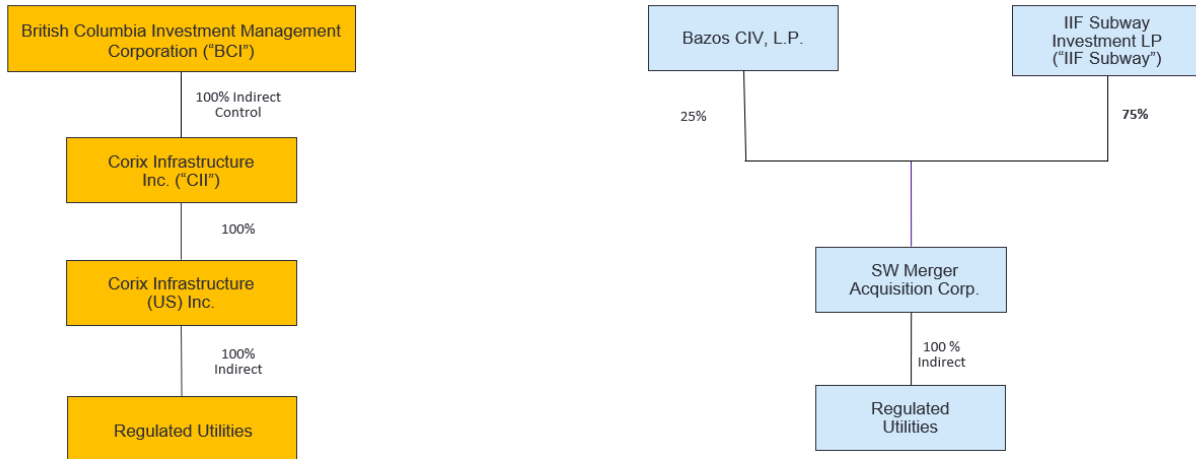 British Columbia Investment Management
Corporation (“BCI”)
100% Indirect
Control
Corix Infrastructure
Inc. (“CII”)
100%
Corix Infrastructure
(US) Inc.
100%
Indirect
Regulated Utilities
Bazos CIV, L.P.
IIF Subway
Investment LP
(“IIF Subway”)
25%
75%
SW Merger
Acquisition Corp.
100 %
Indirect
Regulated
Utilities